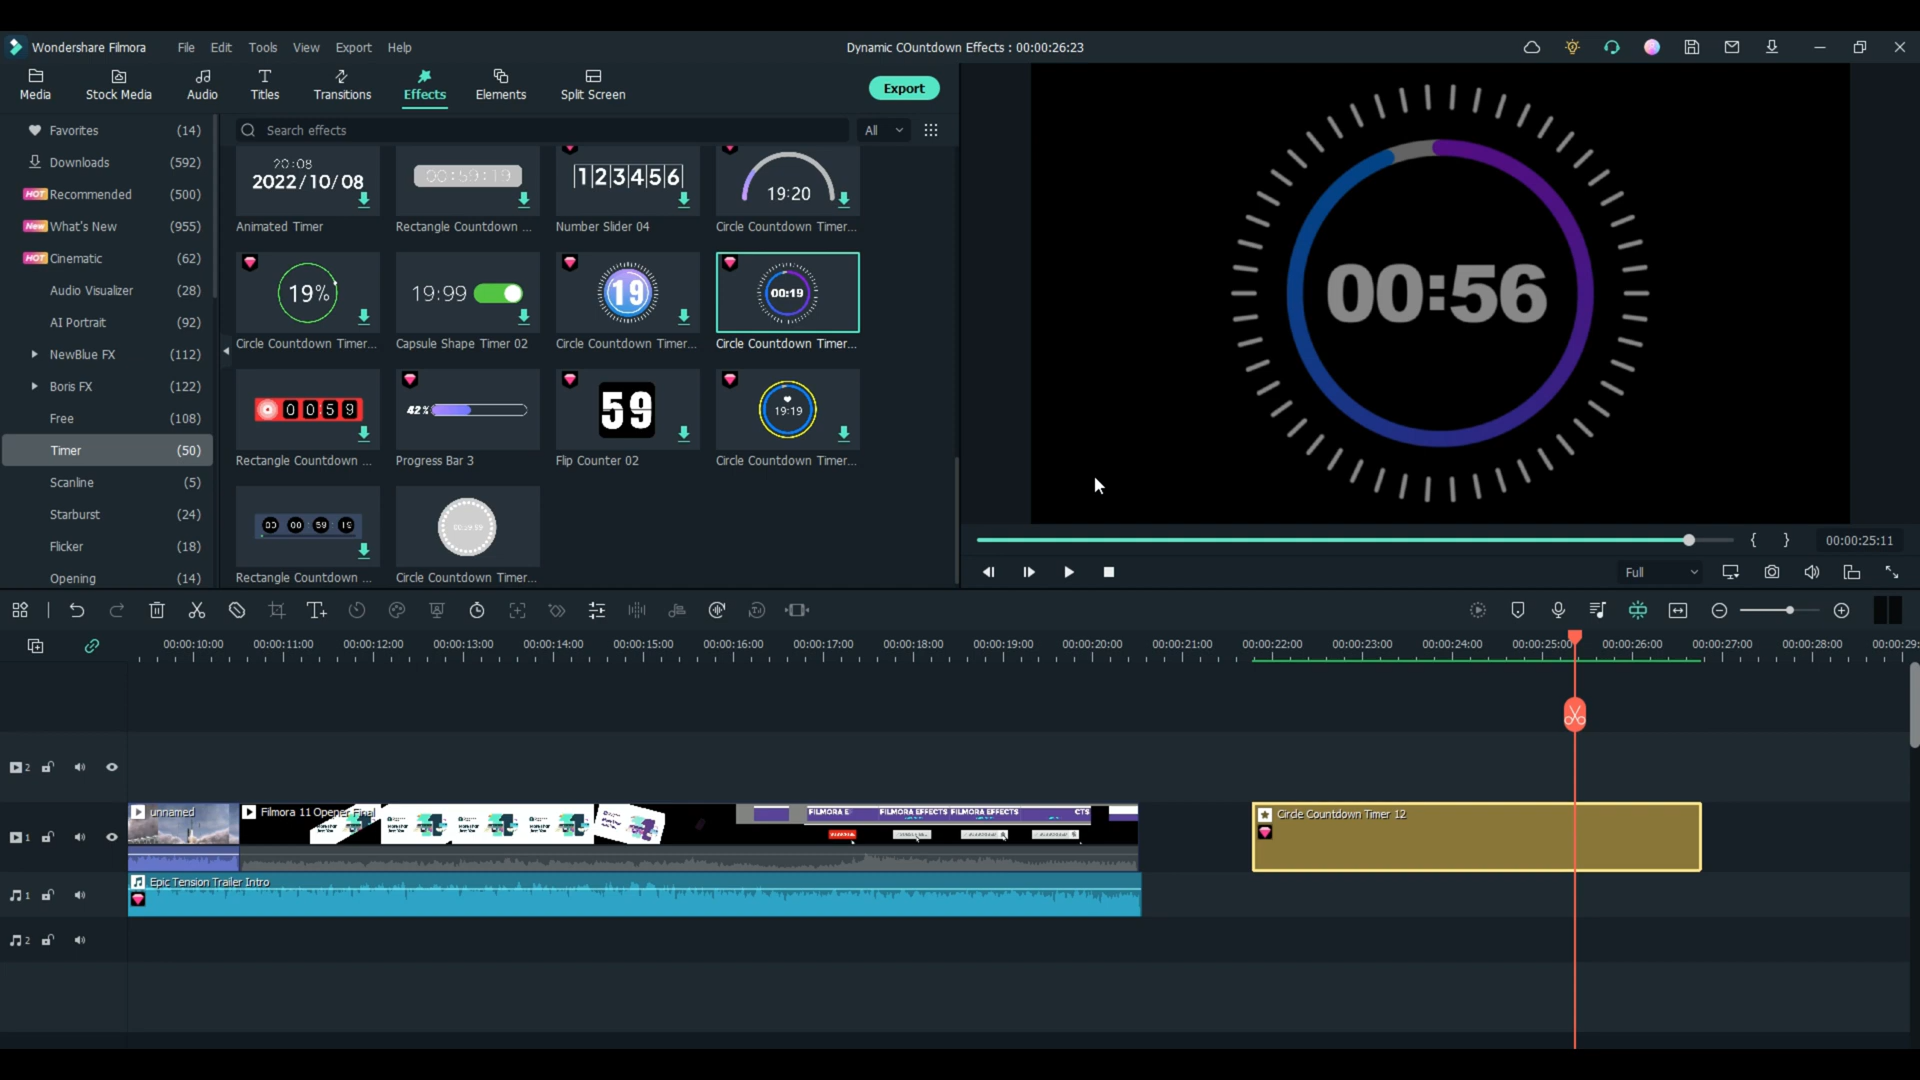 Wondershare Filmora File Edit Tools View Export Help Dynamic COuntdown Effects : 00:00:26:23
Media Stock Media Audio Titles Transitions Effects Elements Split Screen Export
Favorites (14)
Downloads (592)
HOT Recommended (500)
New What's New (955)
HOT Cinematic (62)
Audio Visualizer (28)
AI Portrait (92)
NewBlue FX (112)
Boris FX (122)
Free (108)
Timer (50)
Scanline (5)
Starburst (24)
Flicker (18)
Opening (14)
Search effects All
20:08
2022/10/08
00:59:19
123456
19:20
Animated Timer Rectangle Countdown ... Number Slider 04 Circle Countdown Timer...
19% 19:99 19 00:19
Circle Countdown Timer... Capsule Shape Timer 02 Circle Countdown Timer... Circle Countdown Timer...
00:59 42% 59 19:19
Rectangle Countdown ... Progress Bar 3 Flip Counter 02 Circle Countdown Timer...
00 00 59 19
Rectangle Countdown ... Circle Countdown Timer...
00:56
00:00:25:11
Full
00:00:10:00 00:00:11:00 00:00:12:00 00:00:13:00 00:00:14:00 00:00:15:00 00:00:16:00 00:00:17:00 00:00:18:00 00:00:19:00 00:00:20:00 00:00:21:00 00:00:22:00 00:00:23:00 00:00:24:00 00:00:25:00 00:00:26:00 00:00:27:00 00:00:28:00 00:00:29:
2
1
unnamed Filmora 11 Opener Final
FILMORA E FILMORA EFFECTS FILMORA EFFECTS CTS
Circle Countdown Timer 12
1
Epic Tension Trailer Intro
2